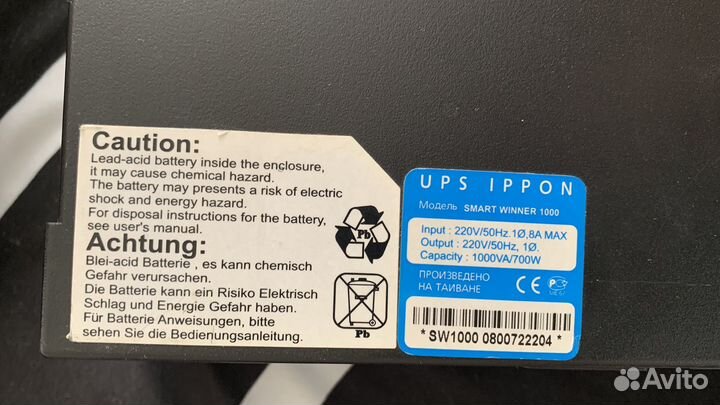 Caution:
Lead-acid battery inside the enclosure,
it may cause chemical hazard.
The battery may presents a risk of electric
shock and energy hazard.
For disposal instructions for the battery,
see user's manual.
Achtung:
Blei-acid Batterie , es kann chemisch
Gefahr verursachen.
Die Batterie kann ein Risiko Elektrisch
Schlag und Energie Gefahr haben.
Für Batterie Anweisungen, bitte
sehen Sie die Bedienungsanleitung.
Pb
Pb
UPS IPPON
Модель SMART WINNER 1000
Input : 220V/50Hz.1Ø,8A MAX
Output : 220V/50Hz, 1Ø.
Capacity : 1000VA/700W
ПРОИЗВЕДЕНО
НА ТАИВАНЕ
CE
* SW1000 0800722204 *
Avito